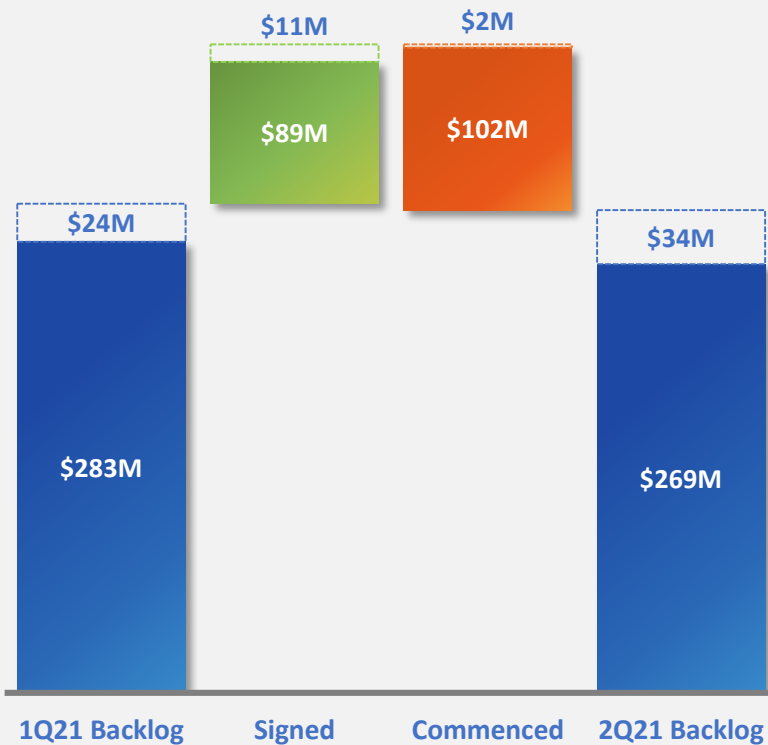 $11M
$2M
$89M
$102M
$24M
$34M
$283M
$269M
1Q21 Backlog
Signed
Commenced
2Q21 Backlog